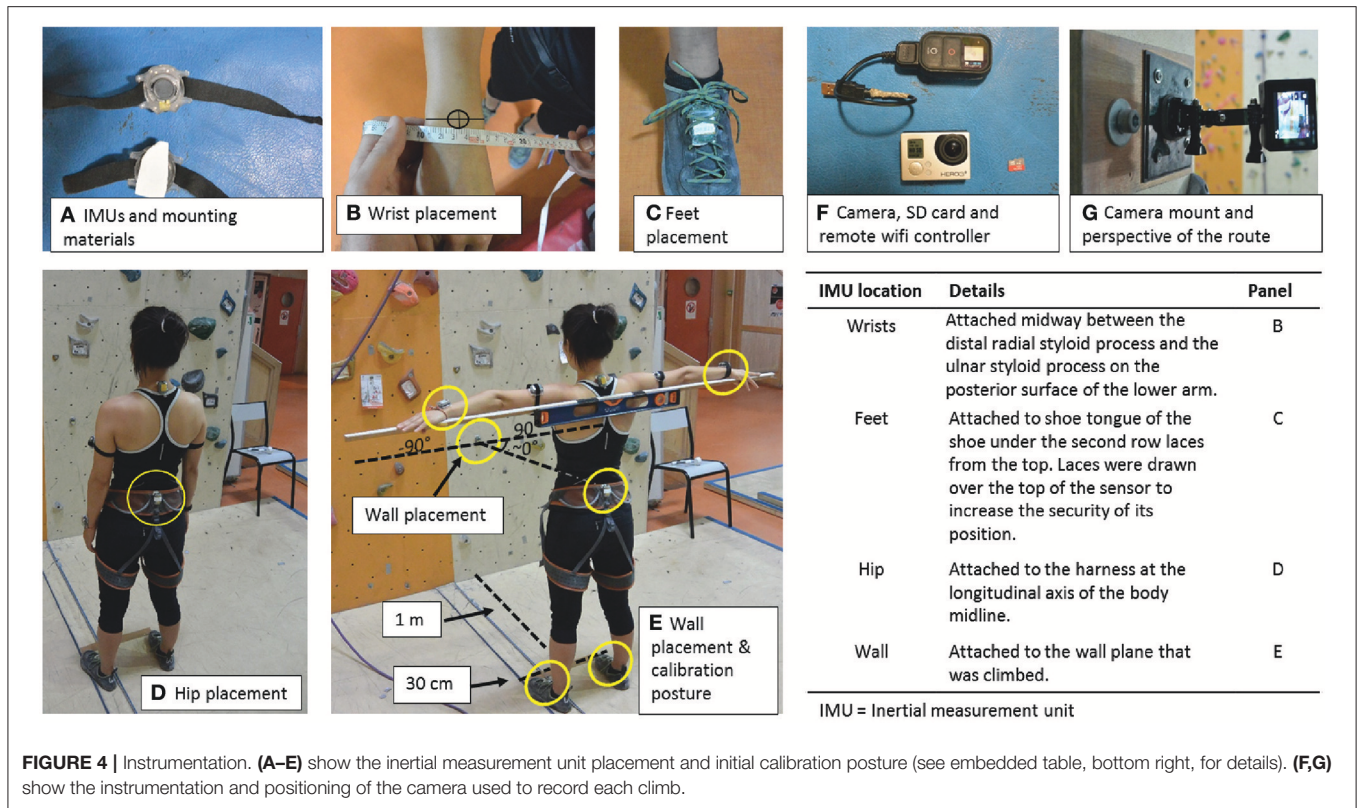 A IMUs and mounting
materials
B Wrist placement
C Feet
placement
F Camera, SD card and
remote wifi controller
G Camera mount and
perspective of the route
HERO3+
D Hip placement
-90°
90
~0°
Wall placement
1 m
30 cm
E Wall
placement &
calibration
posture
IMU location Details Panel
Wrists Attached midway between the B
distal radial styloid process and the
ulnar styloid process on the
posterior surface of the lower arm.
Feet Attached to shoe tongue of the C
shoe under the second row laces
from the top. Laces were drawn
over the top of the sensor to
increase the security of its
position.
Hip Attached to the harness at the D
longitudinal axis of the body
midline.
Wall Attached to the wall plane that E
was climbed.
IMU = Inertial measurement unit
FIGURE 4 | Instrumentation. (A–E) show the inertial measurement unit placement and initial calibration posture (see embedded table, bottom right, for details). (F,G)
show the instrumentation and positioning of the camera used to record each climb.